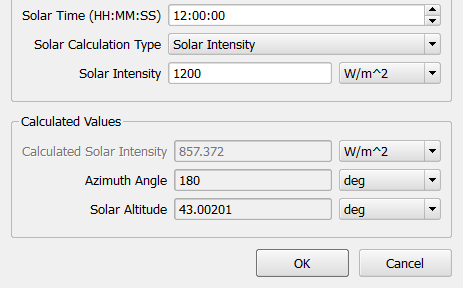 Solar Time (HH:MM:SS) 12:00:00
Solar Calculation Type Solar Intensity
Solar Intensity 1200 W/m^2
Calculated Values
Calculated Solar Intensity 857.372 W/m^2
Azimuth Angle 180 deg
Solar Altitude 43.00201 deg
OK Cancel